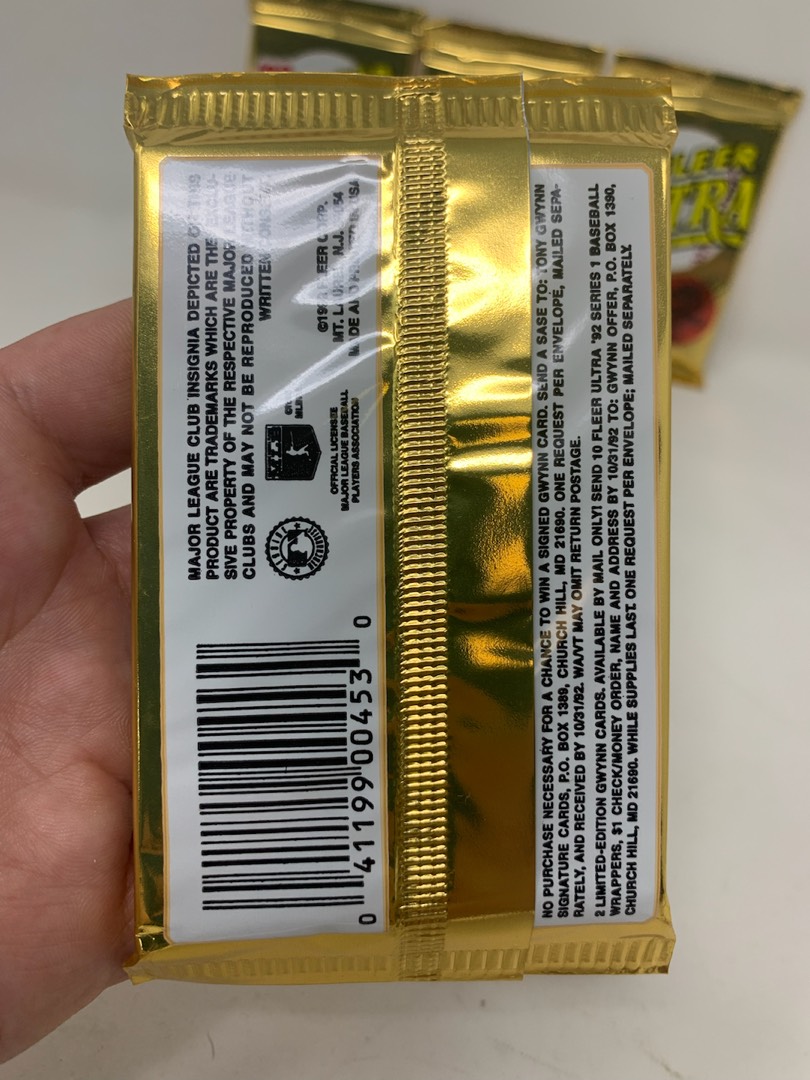 MAJOR LEAGUE CLUB INSIGNIA DEPICTED
PRODUCT ARE TRADEMARKS WHICH ARE THE
SIVE PROPERTY OF THE RESPECTIVE MAJOR LEAGUE
CLUBS AND MAY NOT BE REPRODUCED WITHOUT
WRITTEN
MT. N.J.
AND USA
OFFICIAL LICENSEE
MAJOR LEAGUE BASEBALL
PLAYERS ASSOCIATION
0 41199 00453 0
NO PURCHASE NECESSARY FOR A CHANCE TO WIN A SIGNED GWYNN CARD. SEND A SASE TO: TONY GWYNN
SIGNATURE CARDS, P.O. BOX 1389, CHURCH HILL, MD 21690. ONE REQUEST PER ENVELOPE, MAILED SEPA-
RATELY, AND RECEIVED BY 10/31/92. WA/VT MAY OMIT RETURN POSTAGE.
2 LIMITED-EDITION GWYNN CARDS. AVAILABLE BY MAIL ONLY! SEND 10 FLEER ULTRA '92 SERIES 1 BASEBALL
WRAPPERS, $1 CHECK/MONEY ORDER, NAME AND ADDRESS BY 10/31/92 TO: GWYNN OFFER, P.O. BOX 1390,
CHURCH HILL, MD 21690. WHILE SUPPLIES LAST. ONE REQUEST PER ENVELOPE; MAILED SEPARATELY.